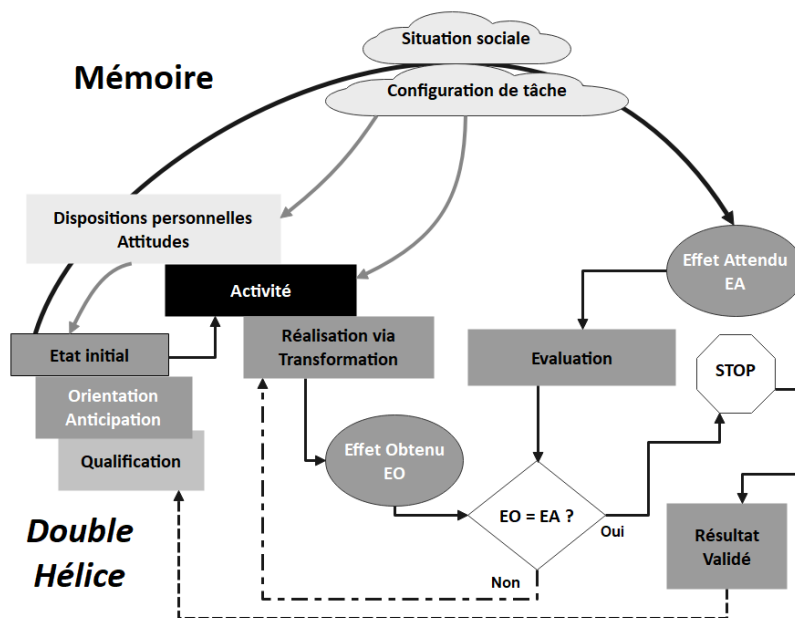 Situation sociale
Mémoire
Configuration de tâche
Dispositions personnelles
Attitudes
Effet Attendu
EA
Activité
Etat initial
Réalisation via
Transformation
Evaluation
STOP
Orientation
Anticipation
Qualification
Effet Obtenu
EO
EO = EA ?
Oui
Résultat
Validé
Double
Hélice
Non